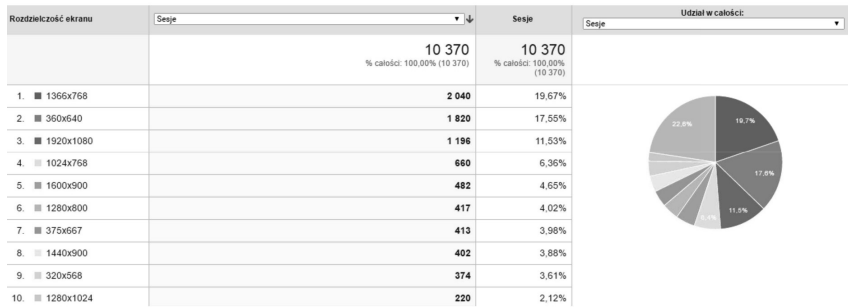 Rozdzielczość ekranu Sesje Sesje Udział w całości:
Sesje
10 370 10 370
% całości: 100,00% (10 370) % całości: 100,00%
(10 370)
1. 1366x768 2 040 19,67%
2. 360x640 1 820 17,55%
3. 1920x1080 1 196 11,53%
4. 1024x768 660 6,36%
5. 1600x900 482 4,65%
6. 1280x800 417 4,02%
7. 375x667 413 3,98%
8. 1440x900 402 3,88%
9. 320x568 374 3,61%
10. 1280x1024 220 2,12%
22,6% 19,7%
17,6%
11,5%
6,4%